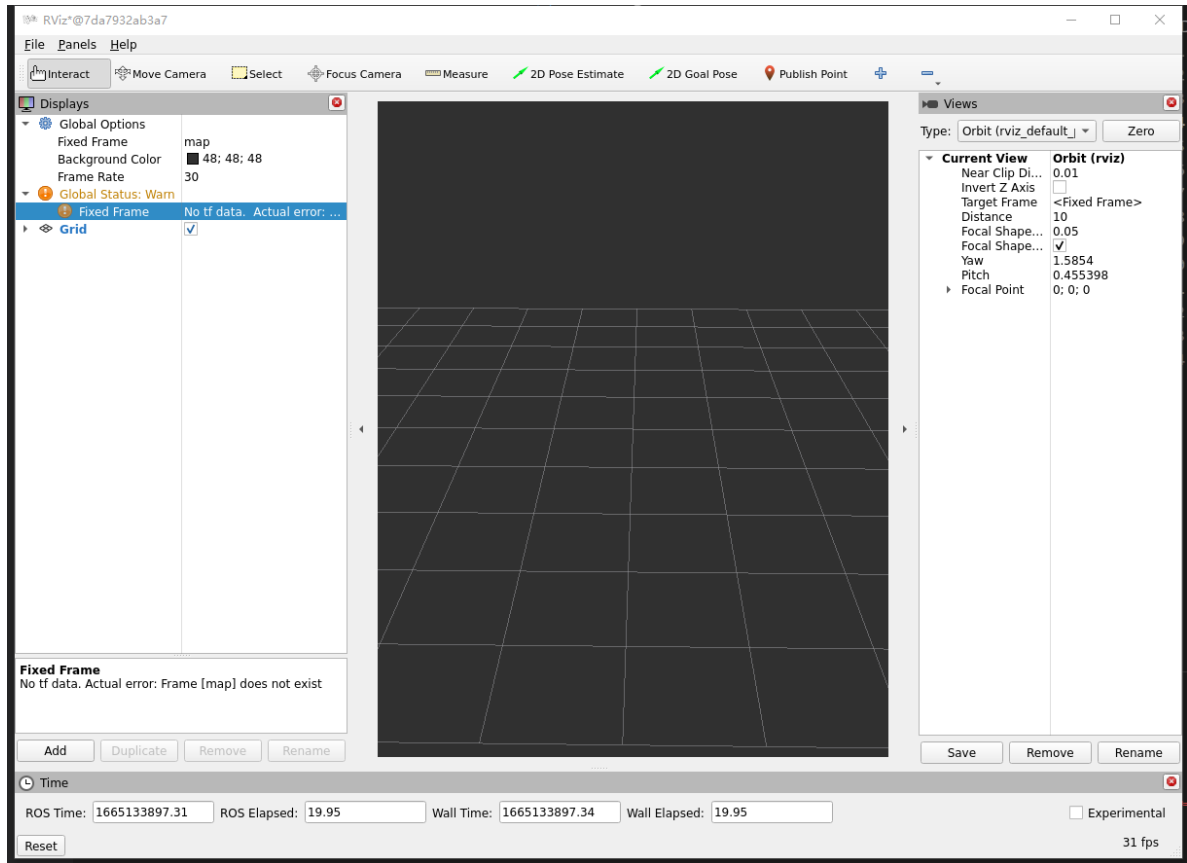 RViz*@7da7932ab3a7
File Panels Help
Interact Move Camera Select Focus Camera Measure 2D Pose Estimate 2D Goal Pose Publish Point
Displays
Global Options
Fixed Frame map
Background Color 48; 48; 48
Frame Rate 30
Global Status: Warn
Fixed Frame No tf data. Actual error: ...
Grid
Fixed Frame
No tf data. Actual error: Frame [map] does not exist
Add Duplicate Remove Rename
Views
Type: Orbit (rviz_default_ Zero
Current View Orbit (rviz)
Near Clip Di... 0.01
Invert Z Axis
Target Frame <Fixed Frame>
Distance 10
Focal Shape... 0.05
Focal Shape...
Yaw 1.5854
Pitch 0.455398
Focal Point 0; 0; 0
Save Remove Rename
Time
ROS Time: 1665133897.31 ROS Elapsed: 19.95 Wall Time: 1665133897.34 Wall Elapsed: 19.95 Experimental
Reset 31 fps